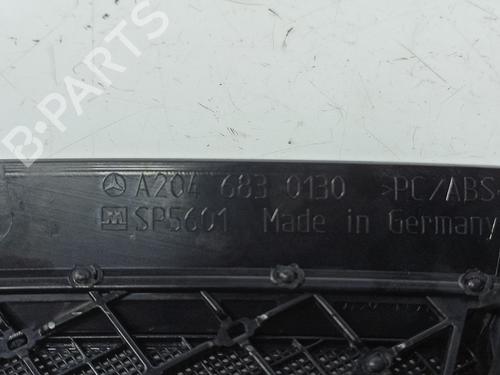 B-PARTS
A204 683 0130 >PC/ABS
SP5601 Made in Germany